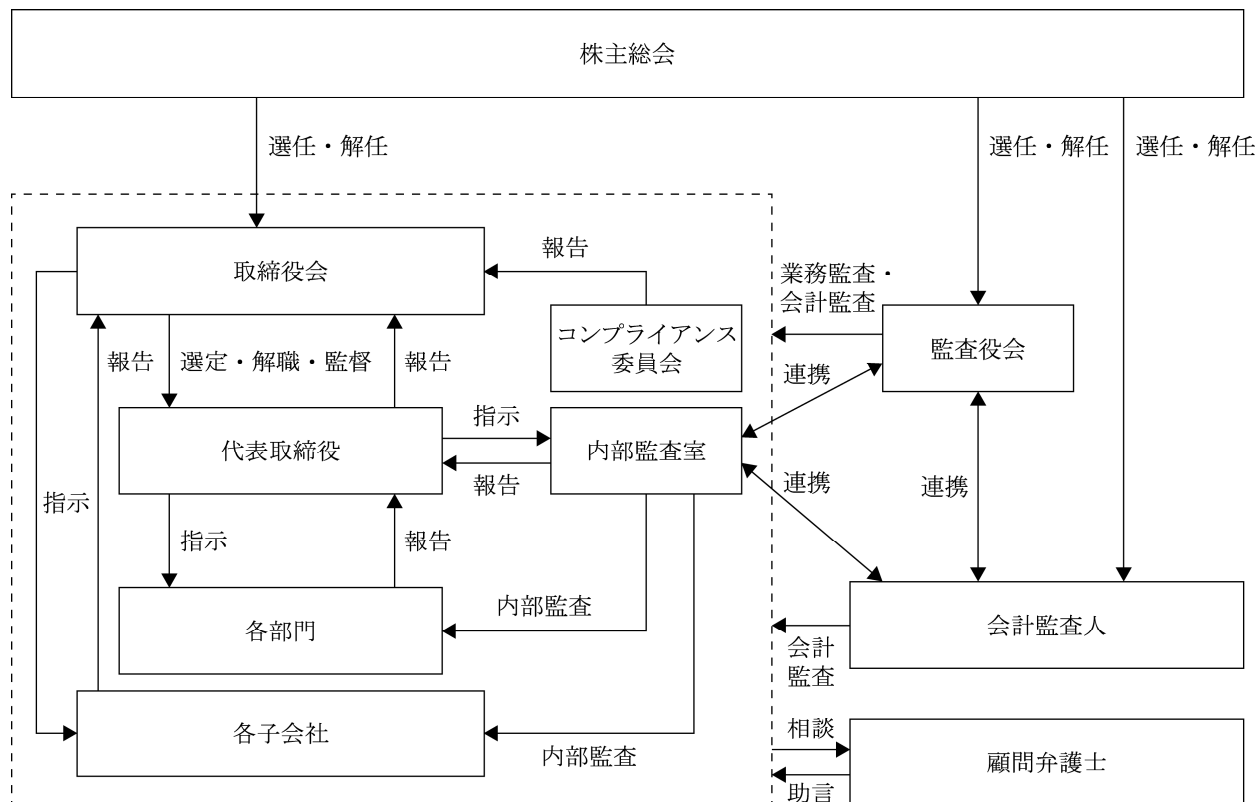 株主総会
選任・解任
選任・解任
選任・解任
報告
取締役会
業務監査・
会計監査
コンプライアンス
委員会
監査役会
報告
選定・解職・監督
報告
連携
指示
代表取締役
内部監査室
報告
連携
連携
指示
指示
報告
内部監査
各部門
会計監査人
会計
監査
各子会社
相談
内部監査
顧問弁護士
助言